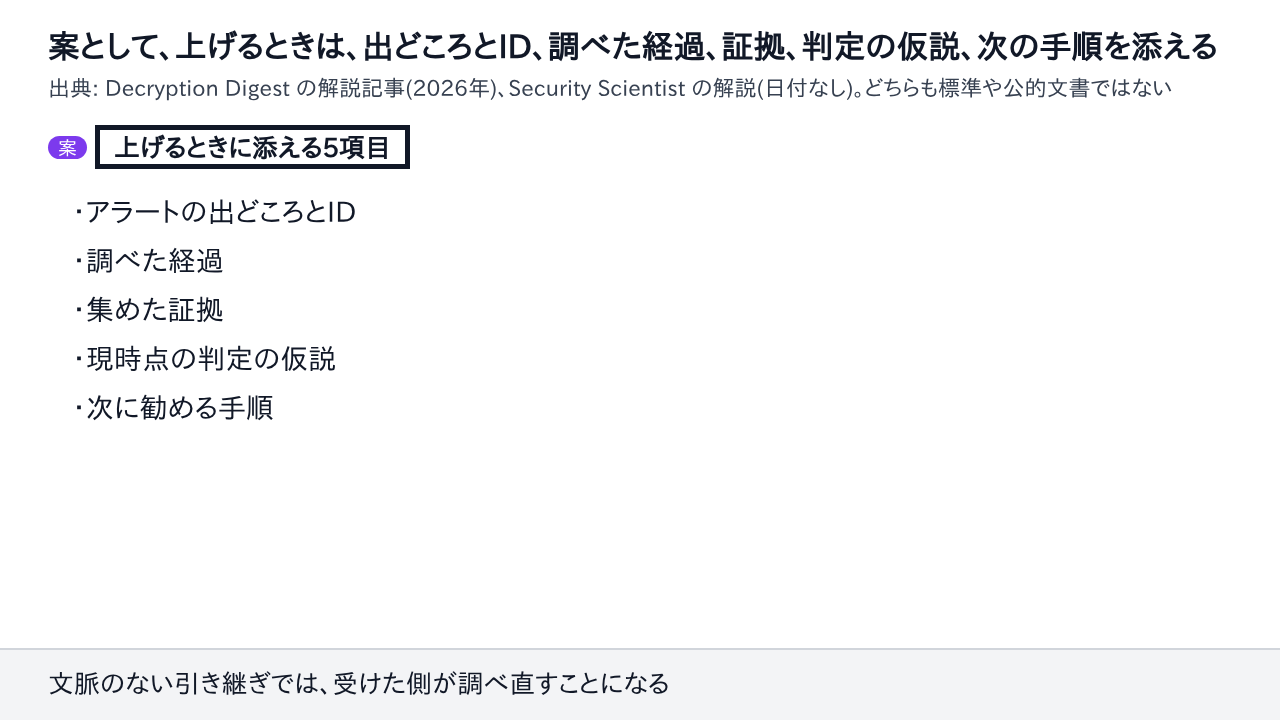 案として、上げるときは、出どころとID、調べた経過、証拠、判定の仮説、次の手順を添える
出典: Decryption Digest の解説記事(2026年)、Security Scientist の解説(日付なし)。どちらも標準や公的文書ではない
案 上げるときに添える5項目
・アラートの出どころとID
・調べた経過
・集めた証拠
・現時点の判定の仮説
・次に勧める手順
文脈のない引き継ぎでは、受けた側が調べ直すことになる